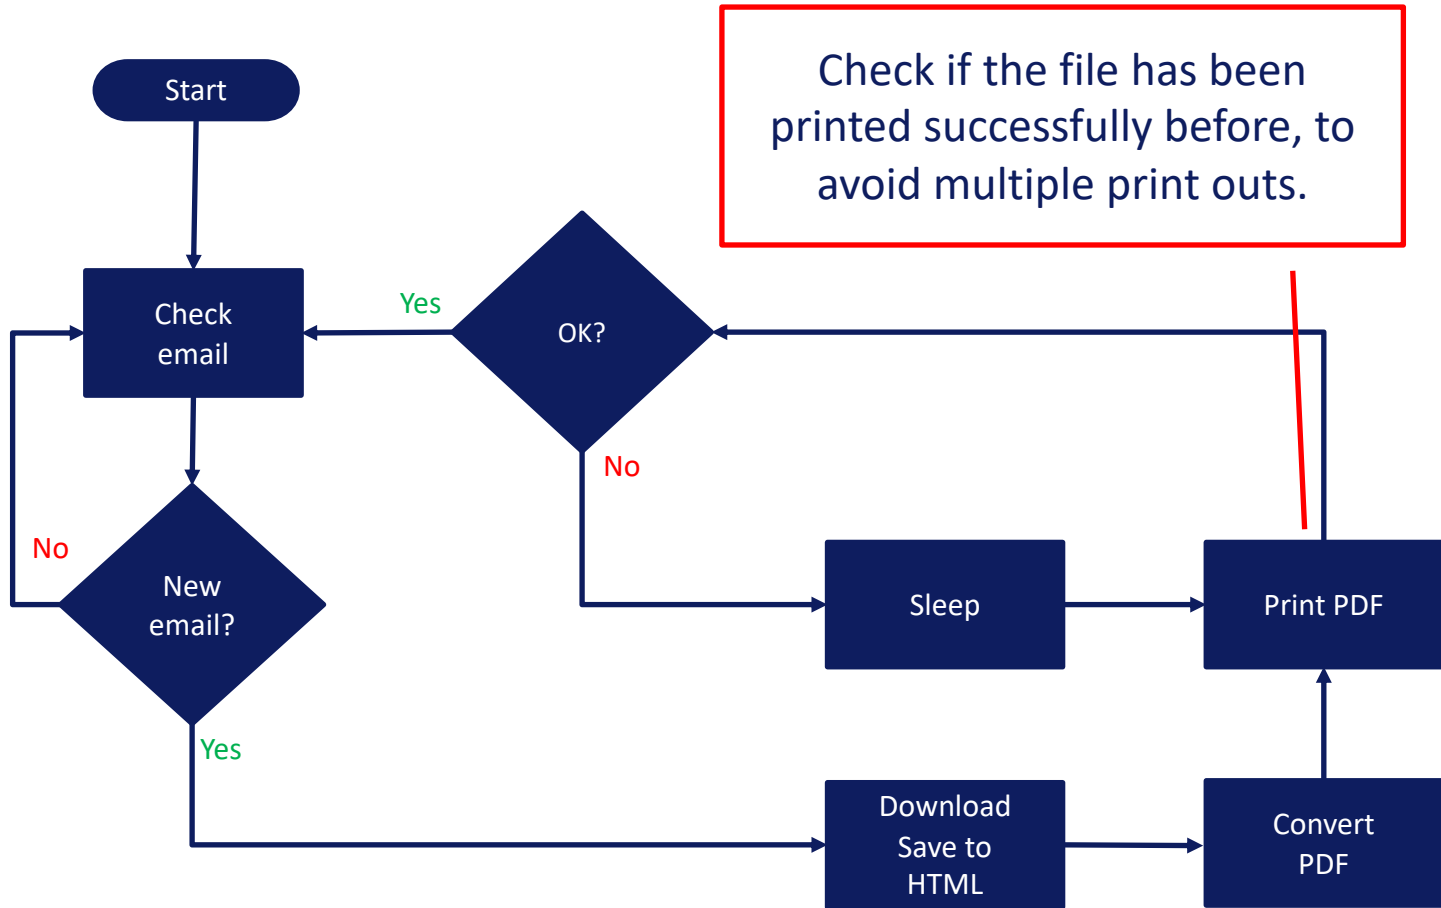 Start
Check if the file has been
printed successfully before, to
avoid multiple print outs.
Check
email
Yes
OK?
No
No
New
email?
Sleep
Print PDF
Yes
Download
Save to
HTML
Convert
PDF